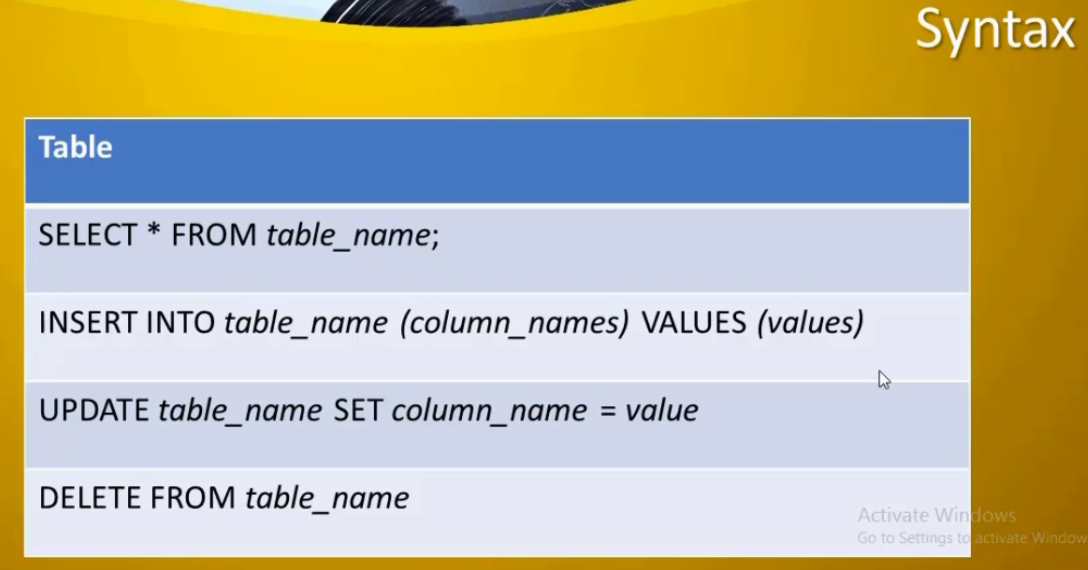 Syntax
Table
SELECT * FROM table_name;
INSERT INTO table_name (column_names) VALUES (values)
UPDATE table_name SET column_name = value
DELETE FROM table_name
Activate Windows
Go to Settings to activate Window